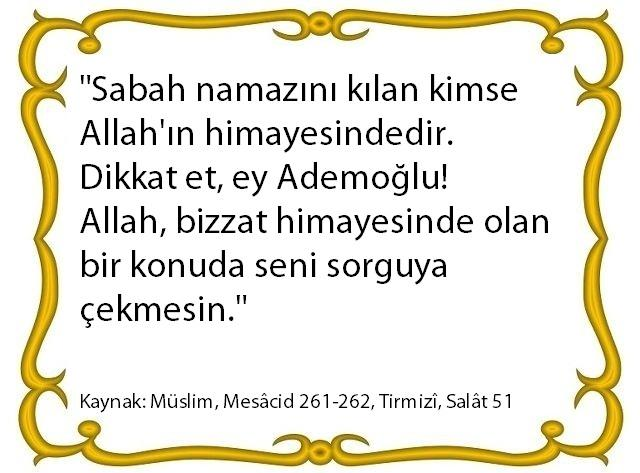 "Sabah namazını kılan kimse
Allah'ın himayesindedir.
Dikkat et, ey Ademoğlu!
Allah, bizzat himayesinde olan
bir konuda seni sorguya
çekmesin."
Kaynak: Müslim, Mesâcid 261-262, Tirmizî, Salât 51